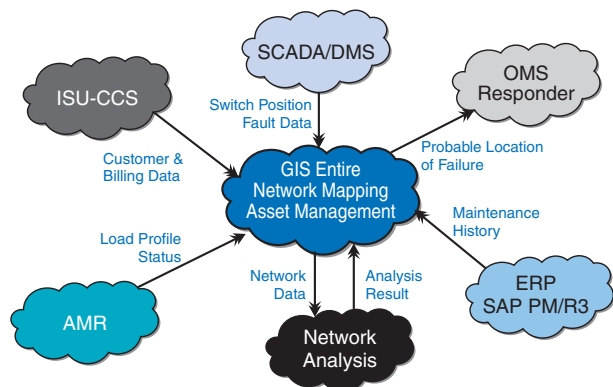 SCADA/DMS
ISU-CCS
OMS
Responder
Switch Position
Fault Data
Customer &
Billing Data
Probable Location
of Failure
GIS Entire
Network Mapping
Asset Management
Load Profile
Status
Maintenance
History
Network
Data
Analysis
Result
AMR
ERP
SAP PM/R3
Network
Analysis